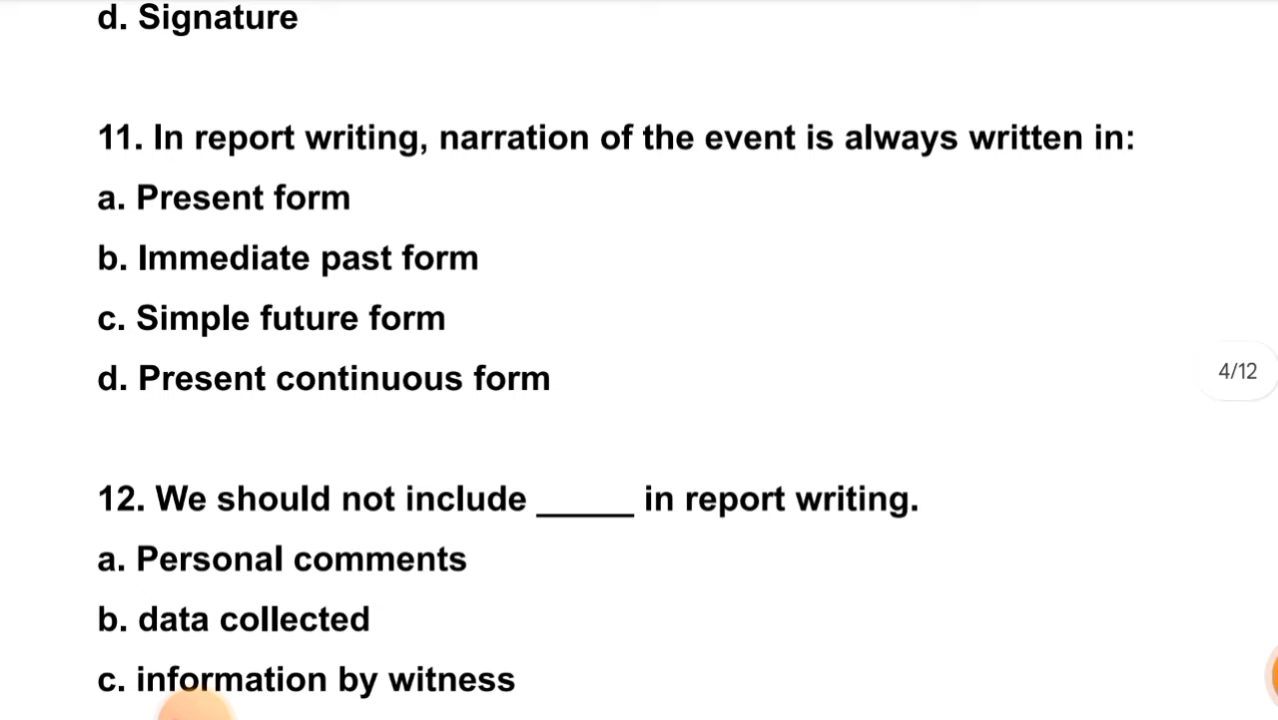 d. Signature
11. In report writing, narration of the event is always written in:
a. Present form
b. Immediate past form
c. Simple future form
d. Present continuous form
4/12
12. We should not include _____ in report writing.
a. Personal comments
b. data collected
c. information by witness